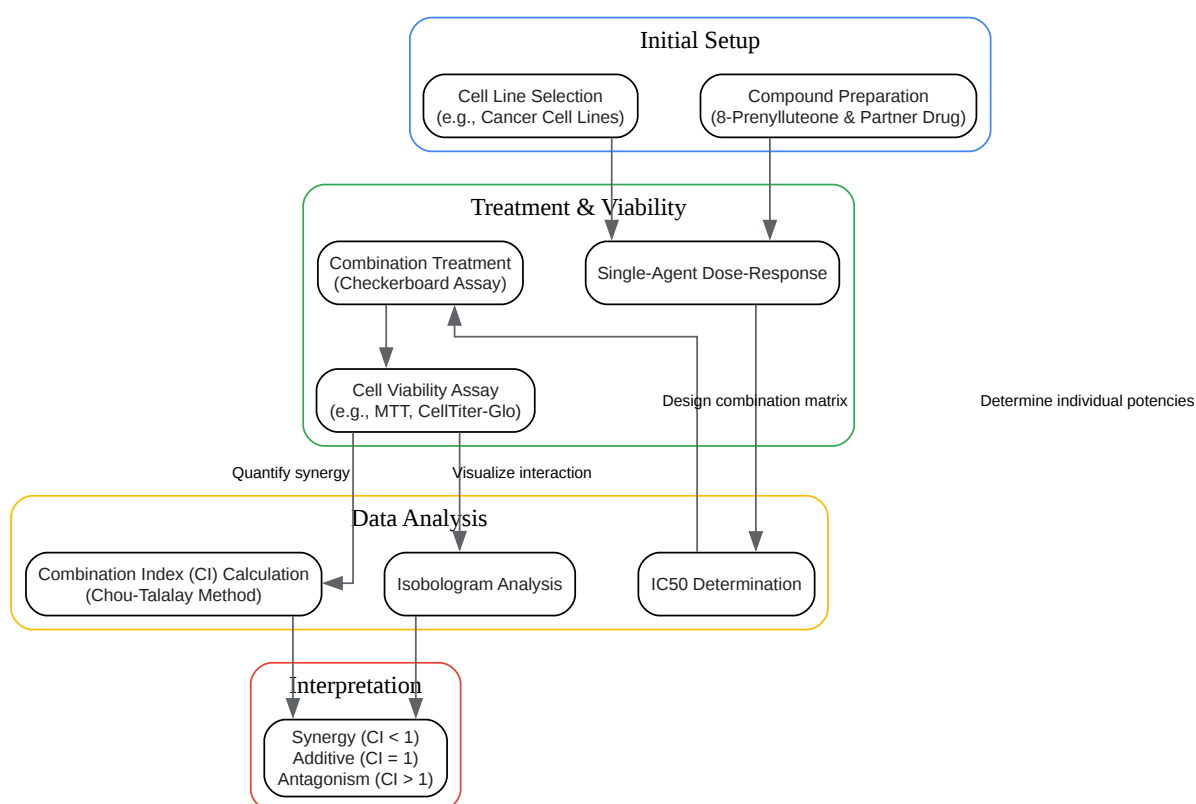 Initial Setup
Cell Line Selection
(e.g., Cancer Cell Lines)
Compound Preparation
(8-Prenylluteone & Partner Drug)
Treatment & Viability
Combination Treatment
(Checkerboard Assay)
Single-Agent Dose-Response
Cell Viability Assay
(e.g., MTT, CellTiter-Glo)
Design combination matrix
Determine individual potencies
Quantify synergy
Visualize interaction
Data Analysis
Combination Index (CI) Calculation
(Chou-Talalay Method)
Isobologram Analysis
IC50 Determination
Interpretation
Synergy (CI < 1)
Additive (CI = 1)
Antagonism (CI > 1)